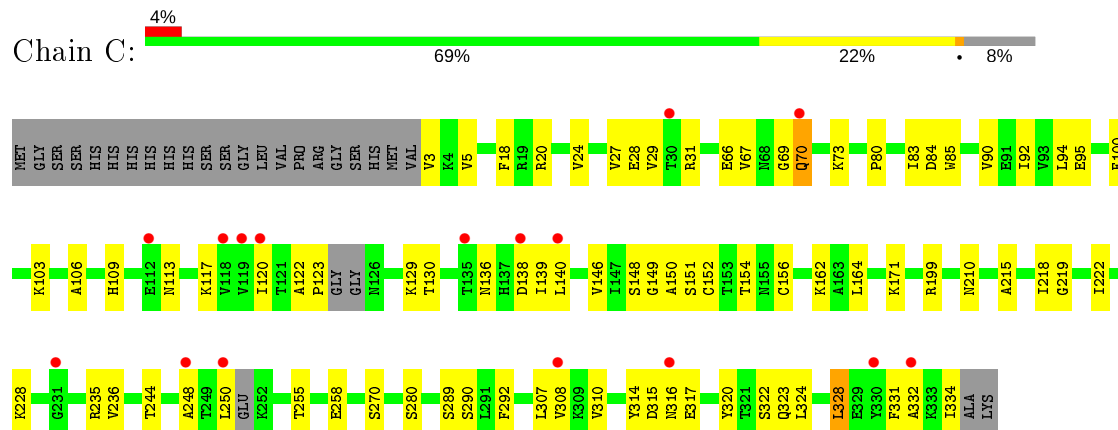 4%
Chain C:
69% 22% • 8%
MET GLY SER SER HIS HIS HIS HIS HIS HIS HIS HIS SER SER GLY LEU VAL PRO ARG GLY SER HIS MET VAL V3 K4 V5 F18 R19 R20 V24 V27 E28 V29 T30 R31 E66 V67 N68 G69 Q70 K73 P80 I83 D84 W85 V90 E91 I92 V93 L94 E95
K103 A106 H109 E112 N113 K117 V118 V119 I120 T121 A122 P123 GLY GLY N126 K129 T130 T135 N136 H137 D138 I139 L140 V146 I147 S148 G149 A150 S151 C152 T153 T154 N155 C156 K162 A163 L164 K171 R199 N210 A215 I218 G219 I222
K228 G231 R235 V236 T244 A248 T249 L250 GLU K252 T255 E258 S270 S280 S289 S290 L291 F292 L307 V308 K309 V310 Y314 D315 N316 E317 Y320 T321 S322 Q323 L324 L328 E329 Y330 F331 A332 K333 I334 ALA LYS